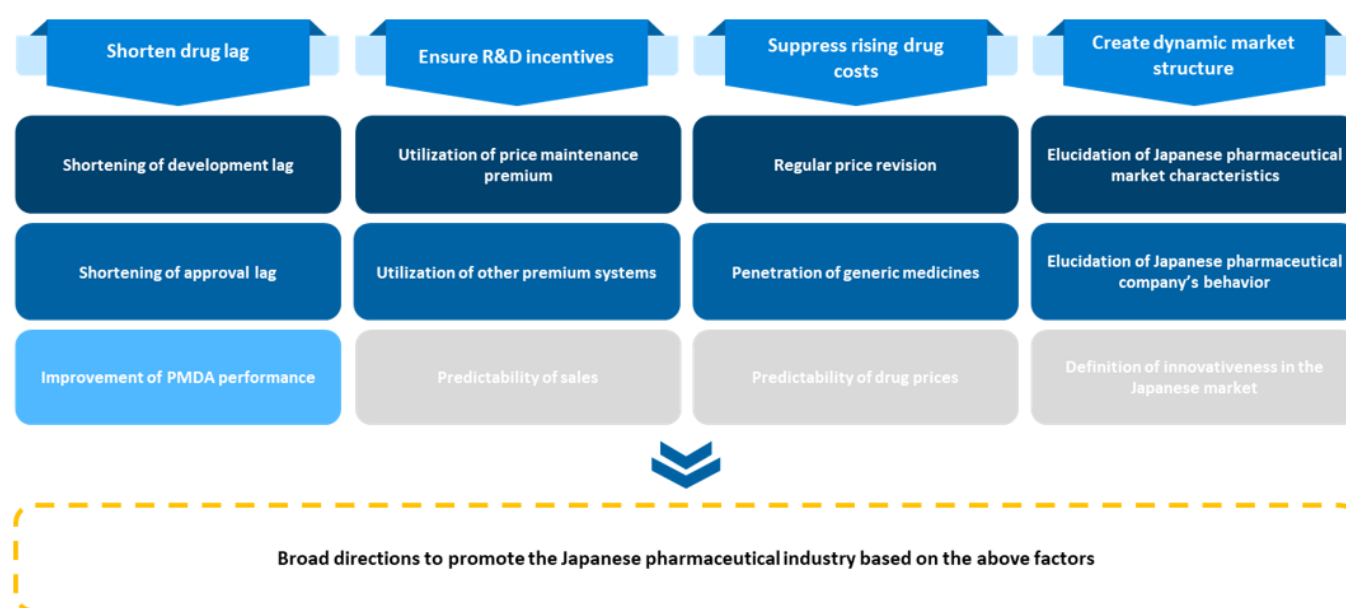 Shorten drug lag
Ensure R&D incentives
Suppress rising drug
costs
Create dynamic market
structure
Shortening of development lag
Utilization of price maintenance
premium
Regular price revision
Elucidation of Japanese pharmaceutical
market characteristics
Shortening of approval lag
Utilization of other premium systems
Penetration of generic medicines
Elucidation of Japanese pharmaceutical
company's behavior
Improvement of PMDA performance
Predictability of sales
Predictability of drug prices
Definition of innovativeness in the
Japanese market
Broad directions to promote the Japanese pharmaceutical industry based on the above factors